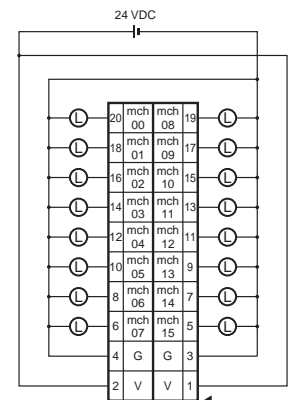 24 VDC
L 20 mch 00 mch 08 19 L
L 18 mch 01 mch 09 17 L
L 16 mch 02 mch 10 15 L
L 14 mch 03 mch 11 13 L
L 12 mch 04 mch 12 11 L
L 10 mch 05 mch 13 9 L
L 8 mch 06 mch 14 7 L
L 6 mch 07 mch 15 5 L
4 G G 3
2 V V 1